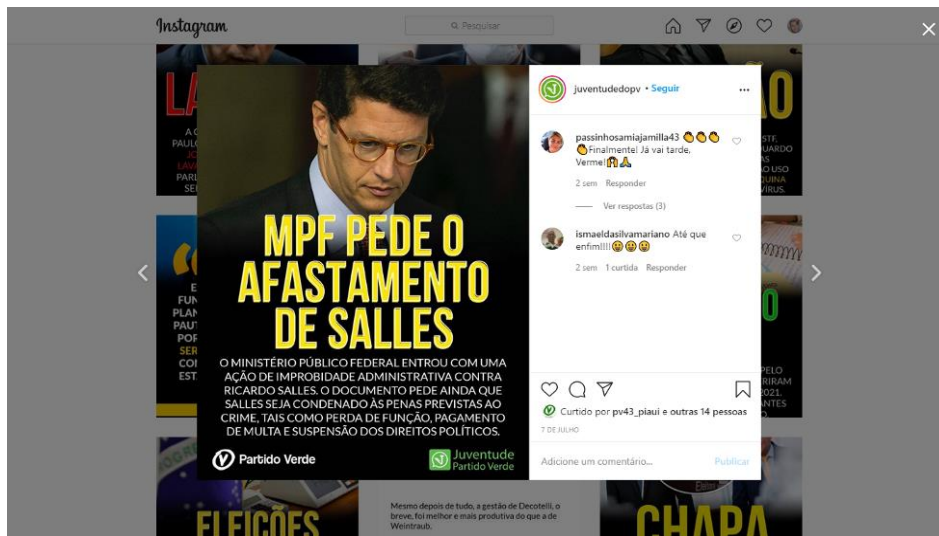 Instagram
Pesquisar
juventudedopv • Seguir
passinhosamiajamilla43 👏👏👏
👏Finalmente! Já vai tarde,
Verme!🙌🙏
2 sem Responder
Ver respostas (3)
ismaeldasilvamariano Até que
enfim!!!!😀😀😀
2 sem 1 curtida Responder
MPF PEDE O
AFASTAMENTO
DE SALLES
O MINISTÉRIO PÚBLICO FEDERAL ENTROU COM UMA
AÇÃO DE IMPROBIDADE ADMINISTRATIVA CONTRA
RICARDO SALLES. O DOCUMENTO PEDE AINDA QUE
SALLES SEJA CONDENADO ÀS PENAS PREVISTAS AO
CRIME, TAIS COMO PERDA DE FUNÇÃO, PAGAMENTO
DE MULTA E SUSPENSÃO DOS DIREITOS POLÍTICOS.
Partido Verde
Juventude
Partido Verde
Curtido por pv43_piaui e outras 14 pessoas
7 DE JULHO
Adicione um comentário...
Publicar
STF.
USO
VÍRUS.
2021.
Mesmo depois de tudo, a gestão de Decotelli, o
breve, foi melhor e mais produtiva do que a de
Weintraub.
ELEIÇÕES
CHAPA